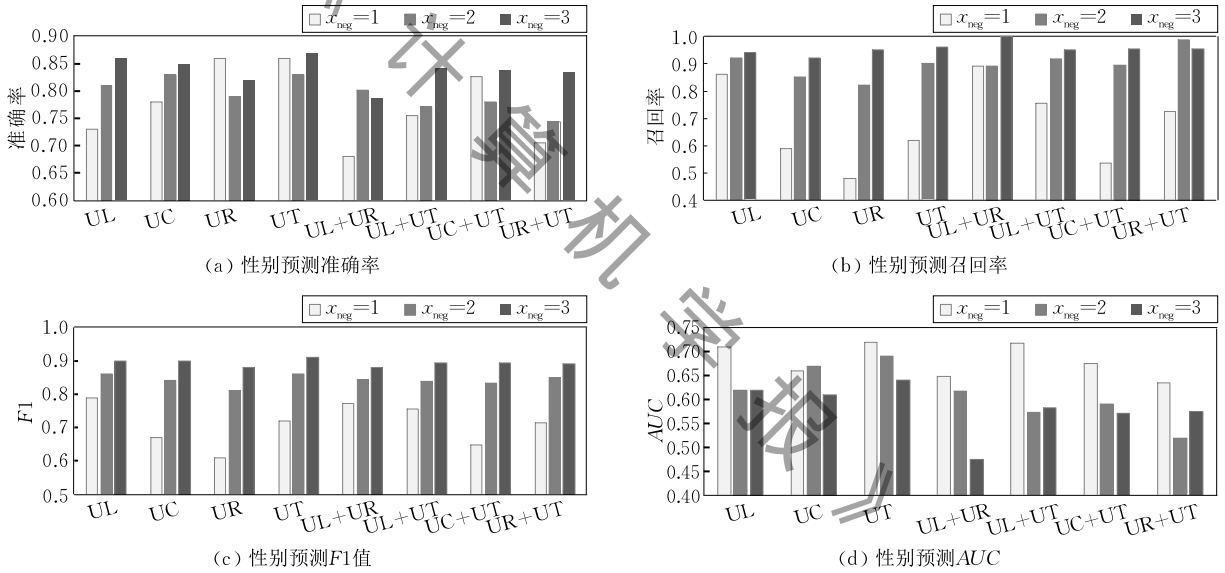 x_neg=1 x_neg=2 x_neg=3
准确率
0.90
0.85
0.80
0.75
0.70
0.65
0.60
UL UC UR UT UL+UR UL+UT UC+UT UR+UT
(a) 性别预测准确率
x_neg=1 x_neg=2 x_neg=3
召回率
1.0
0.9
0.8
0.7
0.6
0.5
0.4
UL UC UR UT UL+UR UL+UT UC+UT UR+UT
(b) 性别预测召回率
x_neg=1 x_neg=2 x_neg=3
F1
1.0
0.9
0.8
0.7
0.6
0.5
UL UC UR UT UL+UR UL+UT UC+UT UR+UT
(c) 性别预测F1值
x_neg=1 x_neg=2 x_neg=3
AUC
0.75
0.70
0.65
0.60
0.55
0.50
0.45
0.40
UL UC UT UL+UR UL+UT UC+UT UR+UT
(d) 性别预测AUC
《计算机学报》